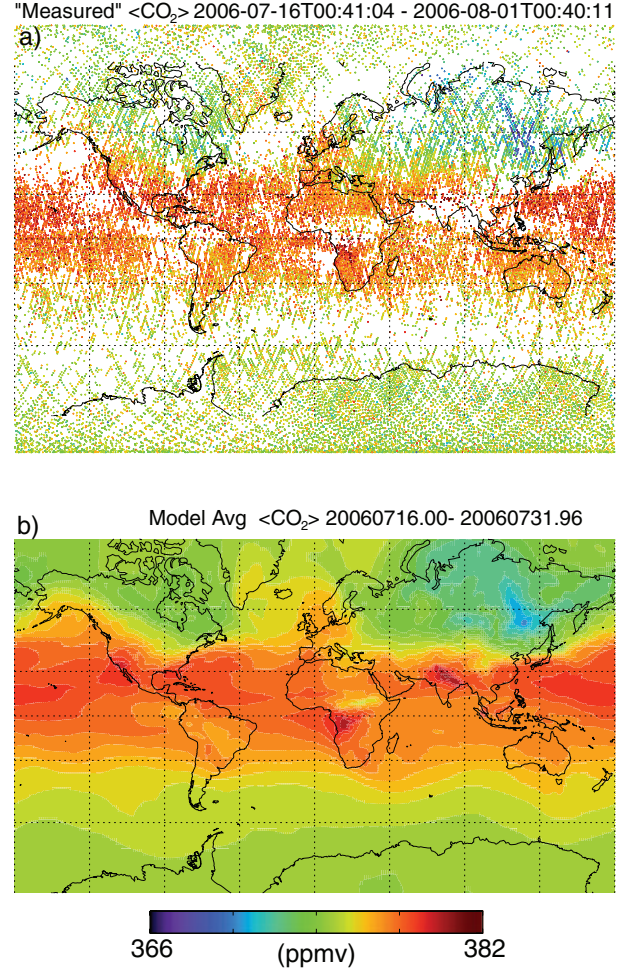 "Measured" <CO₂> 2006-07-16T00:41:04 - 2006-08-01T00:40:11
a)
b)
Model Avg <CO₂> 20060716.00- 20060731.96
366
(ppmv)
382